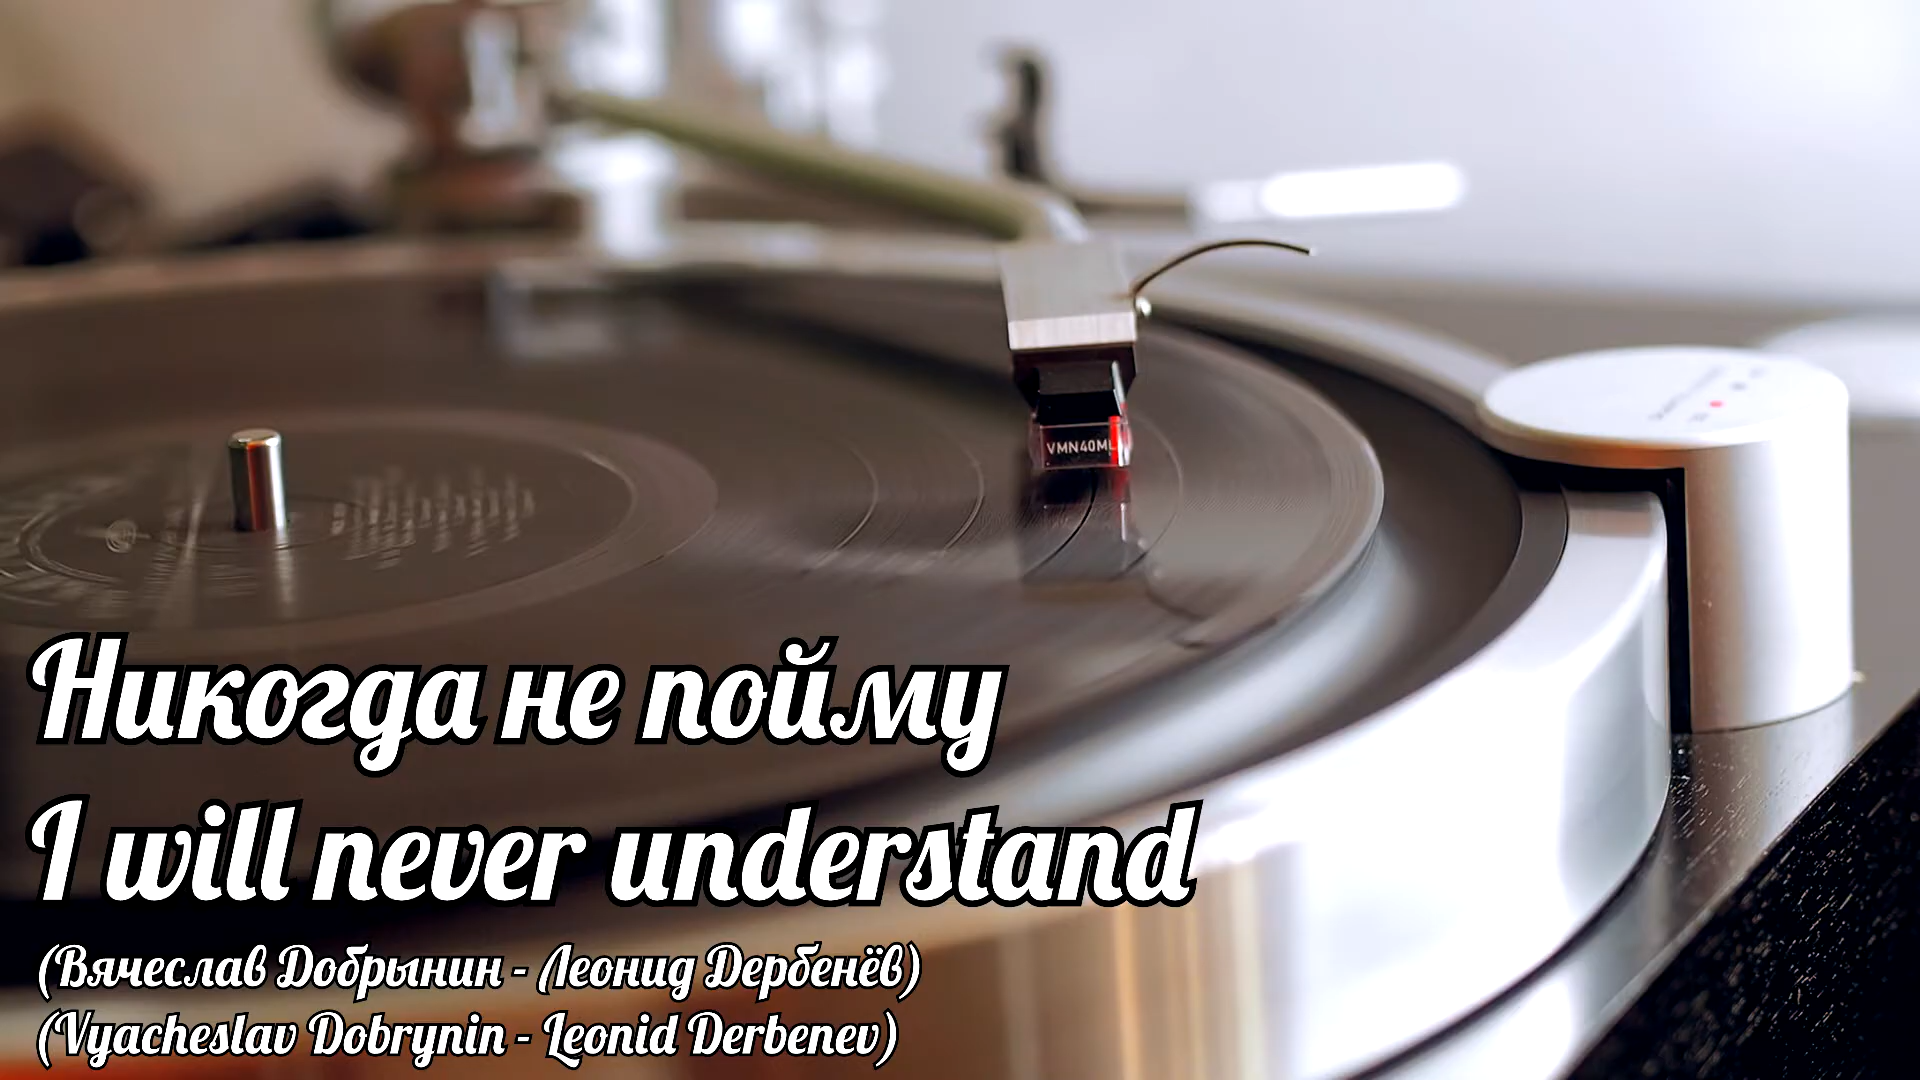 VMN40ML
Никогда не пойму
I will never understand
(Вячеслав Добрынин - Леонид Дербенёв)
(Vyacheslav Dobrynin - Leonid Derbenev)